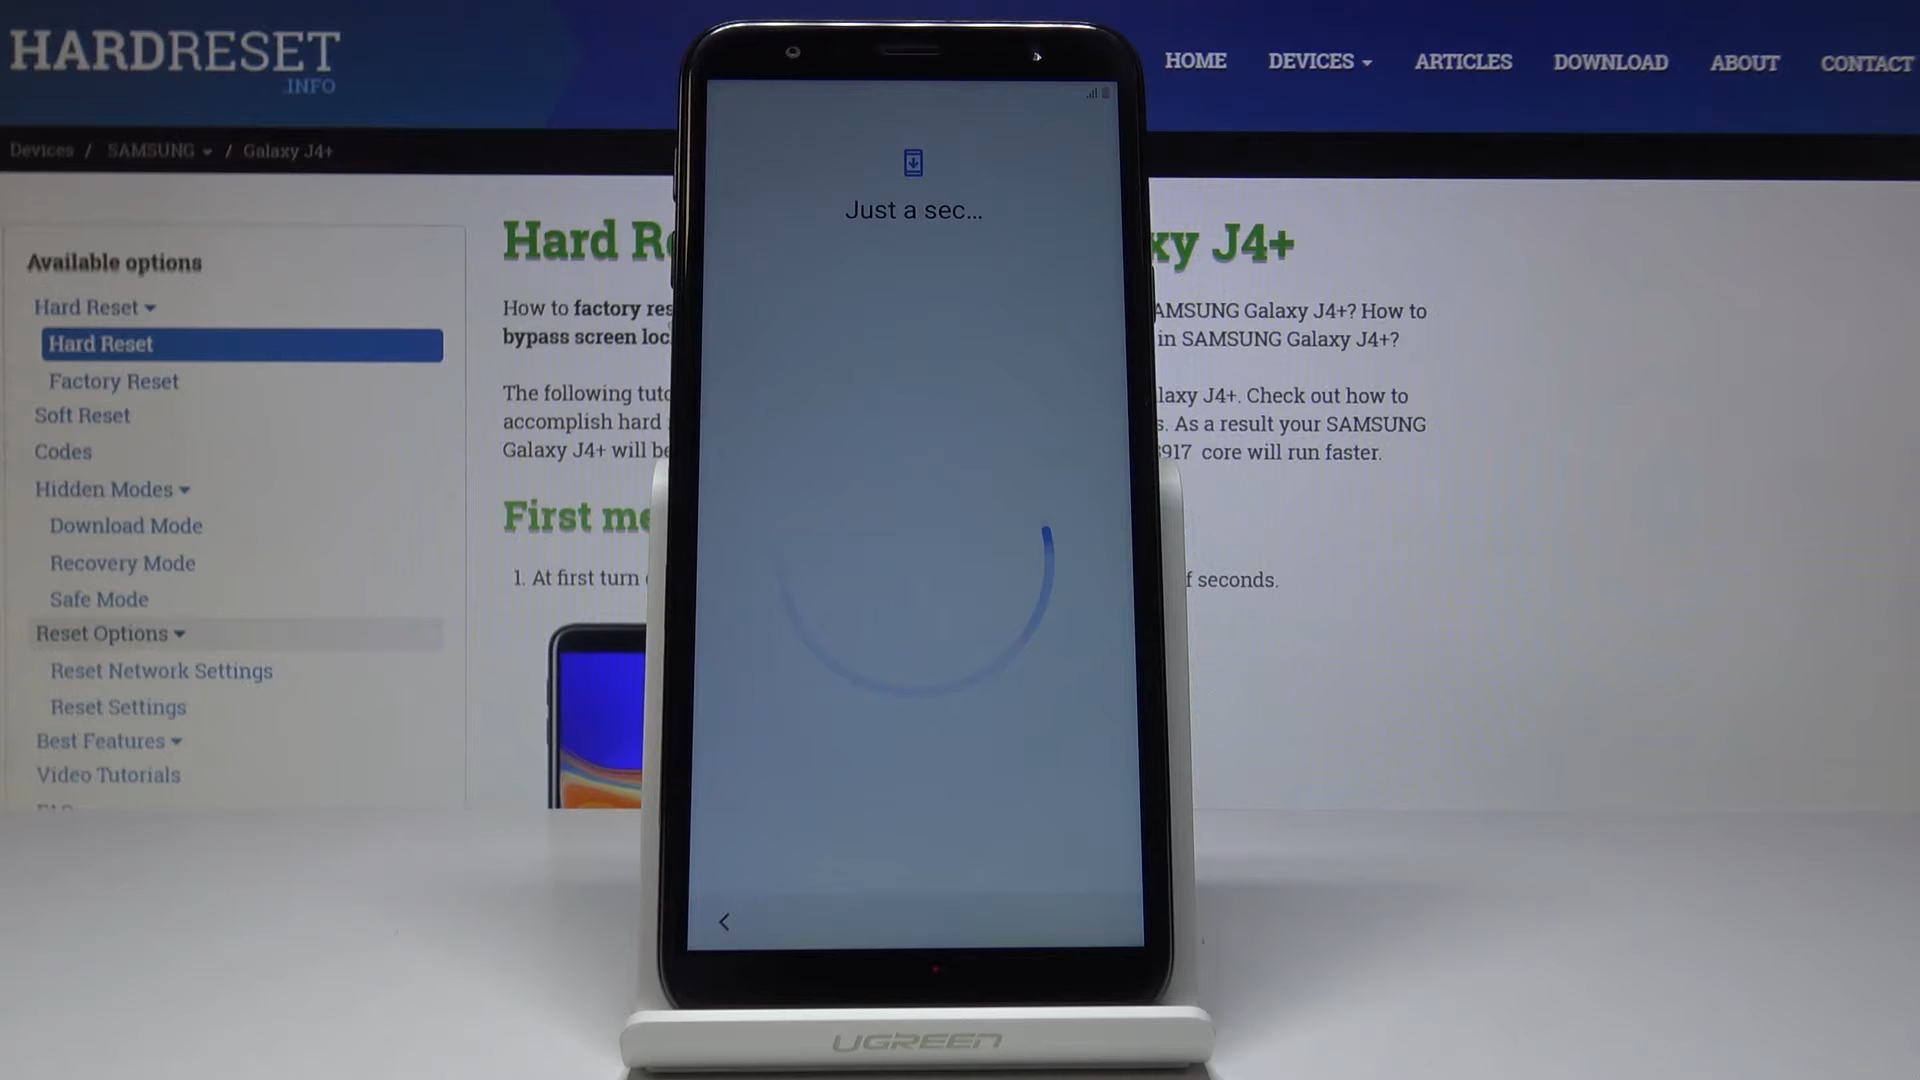 HARDRESET
.INFO
HOME DEVICES ARTICLES DOWNLOAD ABOUT CONTACT
Devices / SAMSUNG / Galaxy J4+
Available options
Hard Reset
Hard Reset
Factory Reset
Soft Reset
Codes
Hidden Modes
Download Mode
Recovery Mode
Safe Mode
Reset Options
Reset Network Settings
Reset Settings
Best Features
Video Tutorials
Hard Re xy J4+
How to factory res AMSUNG Galaxy J4+? How to
bypass screen loc in SAMSUNG Galaxy J4+?
The following tuto laxy J4+. Check out how to
accomplish hard s. As a result your SAMSUNG
Galaxy J4+ will be 917 core will run faster.
First me
1. At first turn f seconds.
Just a sec...
UGREEN